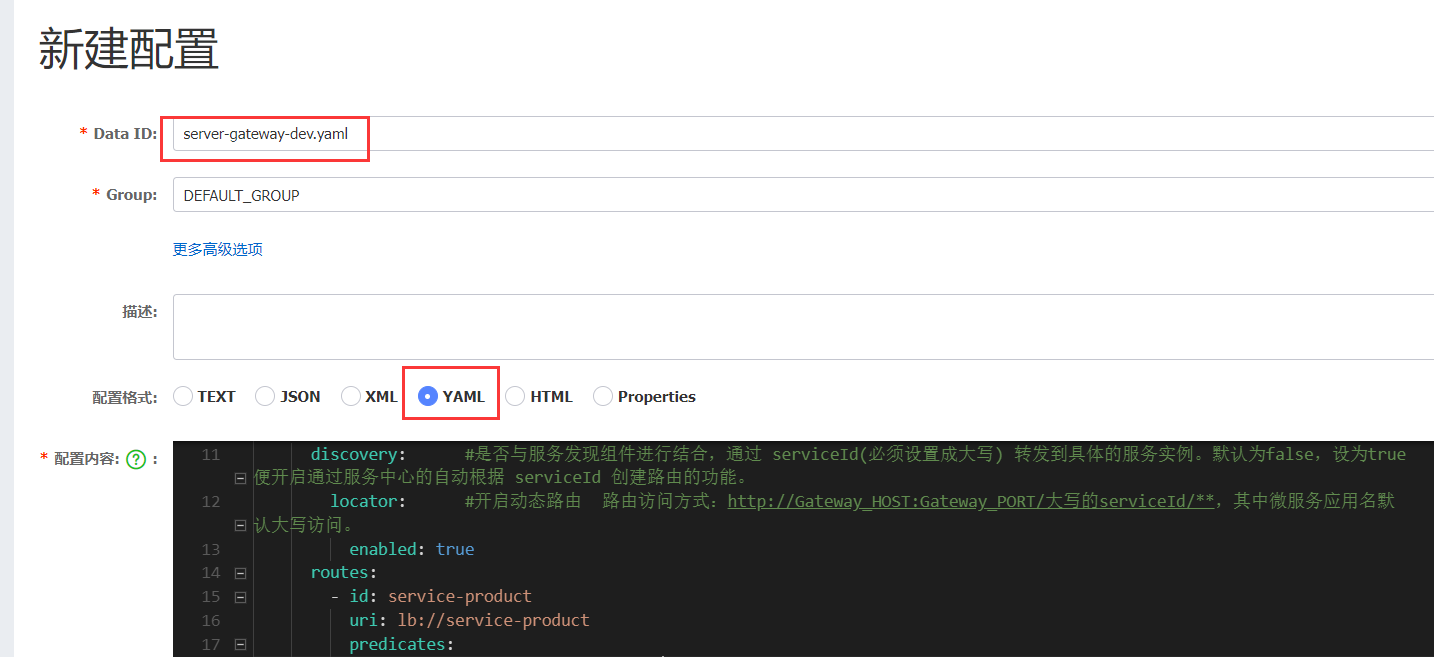 新建配置
* Data ID: server-gateway-dev.yaml
* Group: DEFAULT_GROUP
更多高级选项
描述:
配置格式: TEXT JSON XML YAML HTML Properties
* 配置内容: ? :
11 discovery: #是否与服务发现组件进行结合，通过 serviceId(必须设置成大写) 转发到具体的服务实例。默认为false，设为true
便开启通过服务中心的自动根据 serviceId 创建路由的功能。
12 locator: #开启动态路由 路由访问方式：http://Gateway_HOST:Gateway_PORT/大写的serviceId/**，其中微服务应用名默
认大写访问。
13 enabled: true
14 routes:
15 - id: service-product
16 uri: lb://service-product
17 predicates: